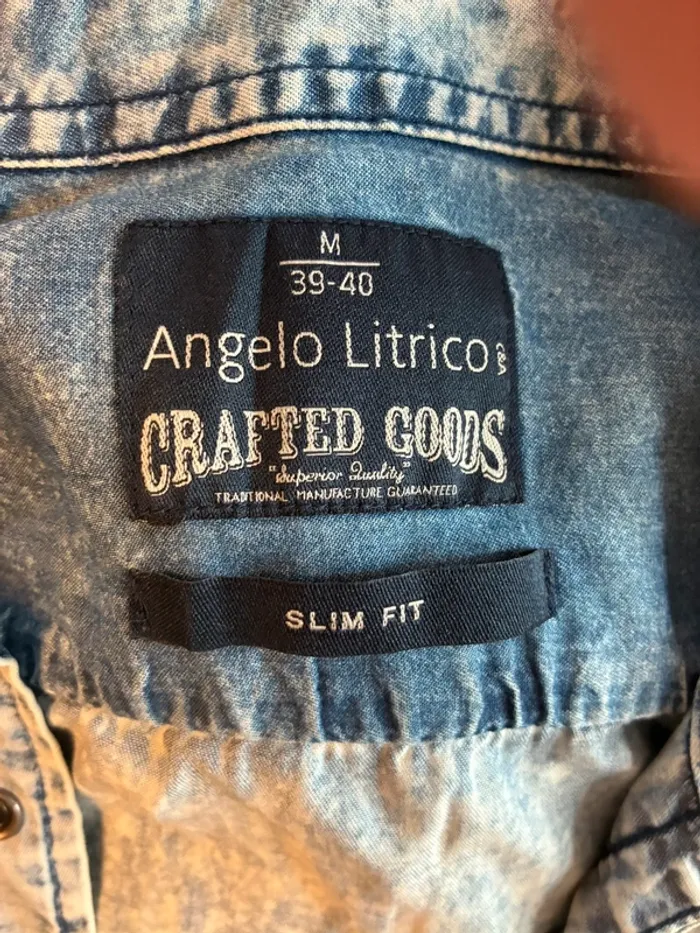 M
39-40
Angelo Litrico
CRAFTED GOODS
"Superior Quality"
TRADITIONAL MANUFACTURE GUARANTEED
SLIM FIT